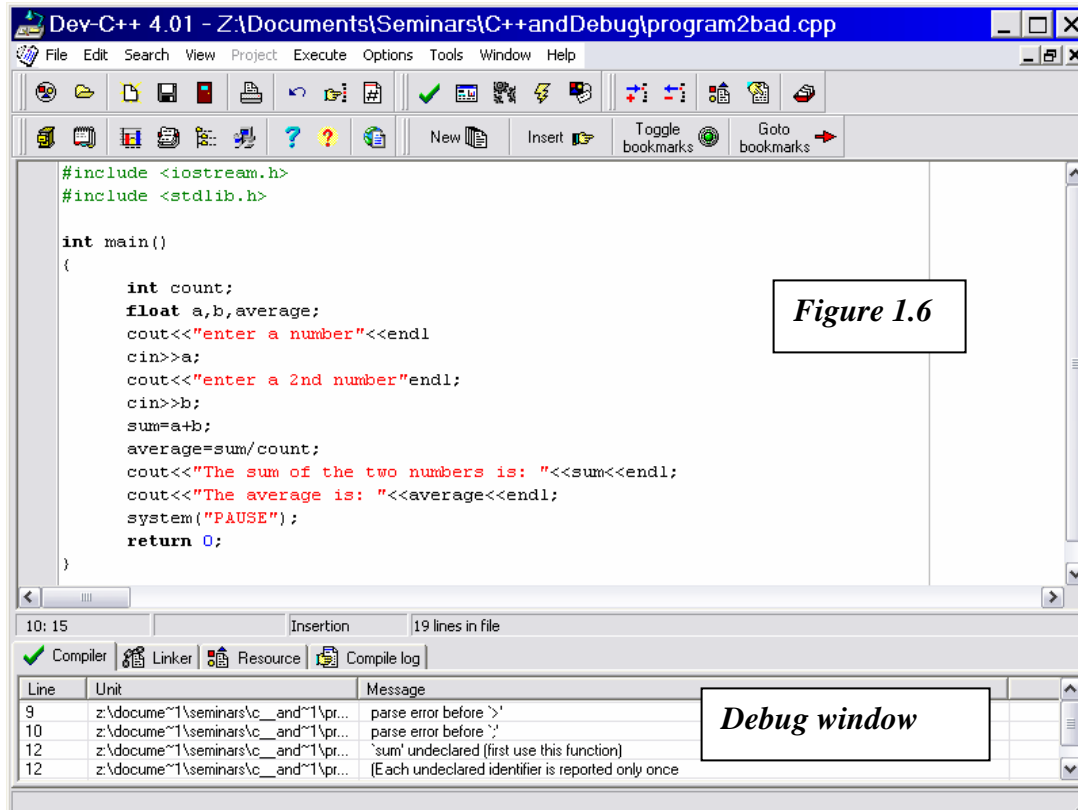 Dev-C++ 4.01 - Z:\Documents\Seminars\C++andDebug\program2bad.cpp
File Edit Search View Project Execute Options Tools Window Help
New Insert Toggle bookmarks Goto bookmarks
#include <iostream.h>
#include <stdlib.h>
int main()
{
int count;
float a,b,average;
cout<<"enter a number"<<endl
cin>>a;
cout<<"enter a 2nd number"endl;
cin>>b;
sum=a+b;
average=sum/count;
cout<<"The sum of the two numbers is: "<<sum<<endl;
cout<<"The average is: "<<average<<endl;
system("PAUSE");
return 0;
}
Figure 1.6
10: 15 Insertion 19 lines in file
Compiler Linker Resource Compile log
Line Unit Message
9 z:\docume~1\seminars\c__and~1\pr... parse error before `>'
10 z:\docume~1\seminars\c__and~1\pr... parse error before `;'
12 z:\docume~1\seminars\c__and~1\pr... `sum' undeclared (first use this function)
12 z:\docume~1\seminars\c__and~1\pr... (Each undeclared identifier is reported only once
Debug window